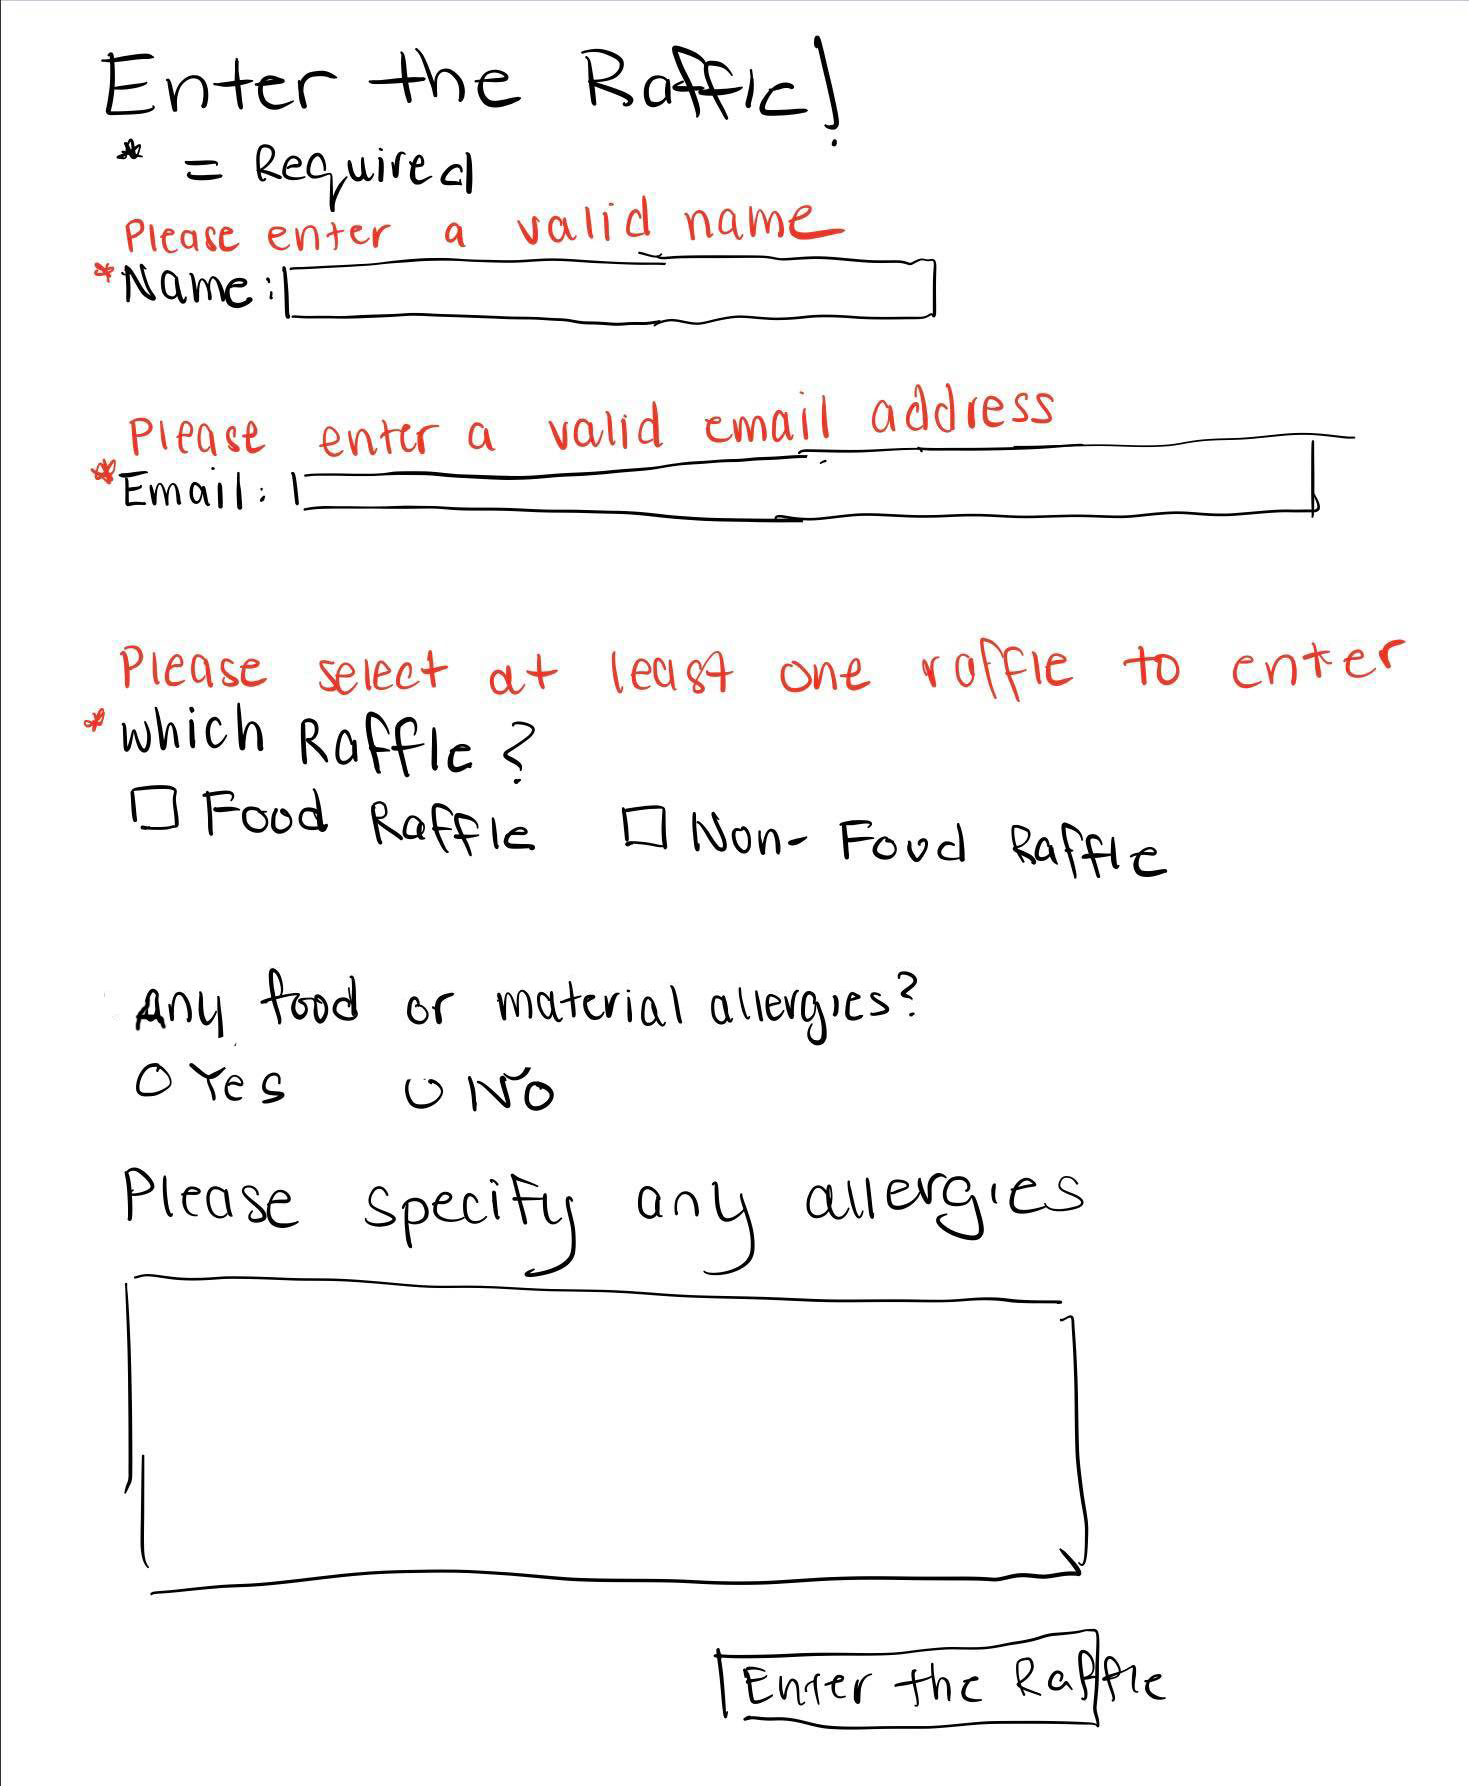 Enter the Raffle!
* = Required
Please enter a valid name
*Name:
Please enter a valid email address
*Email:
Please select at least one raffle to enter
*which Raffle?
Food Raffle Non-Food Raffle
Any food or material allergies?
Yes No
Please specify any allergies
Enter the Raffle